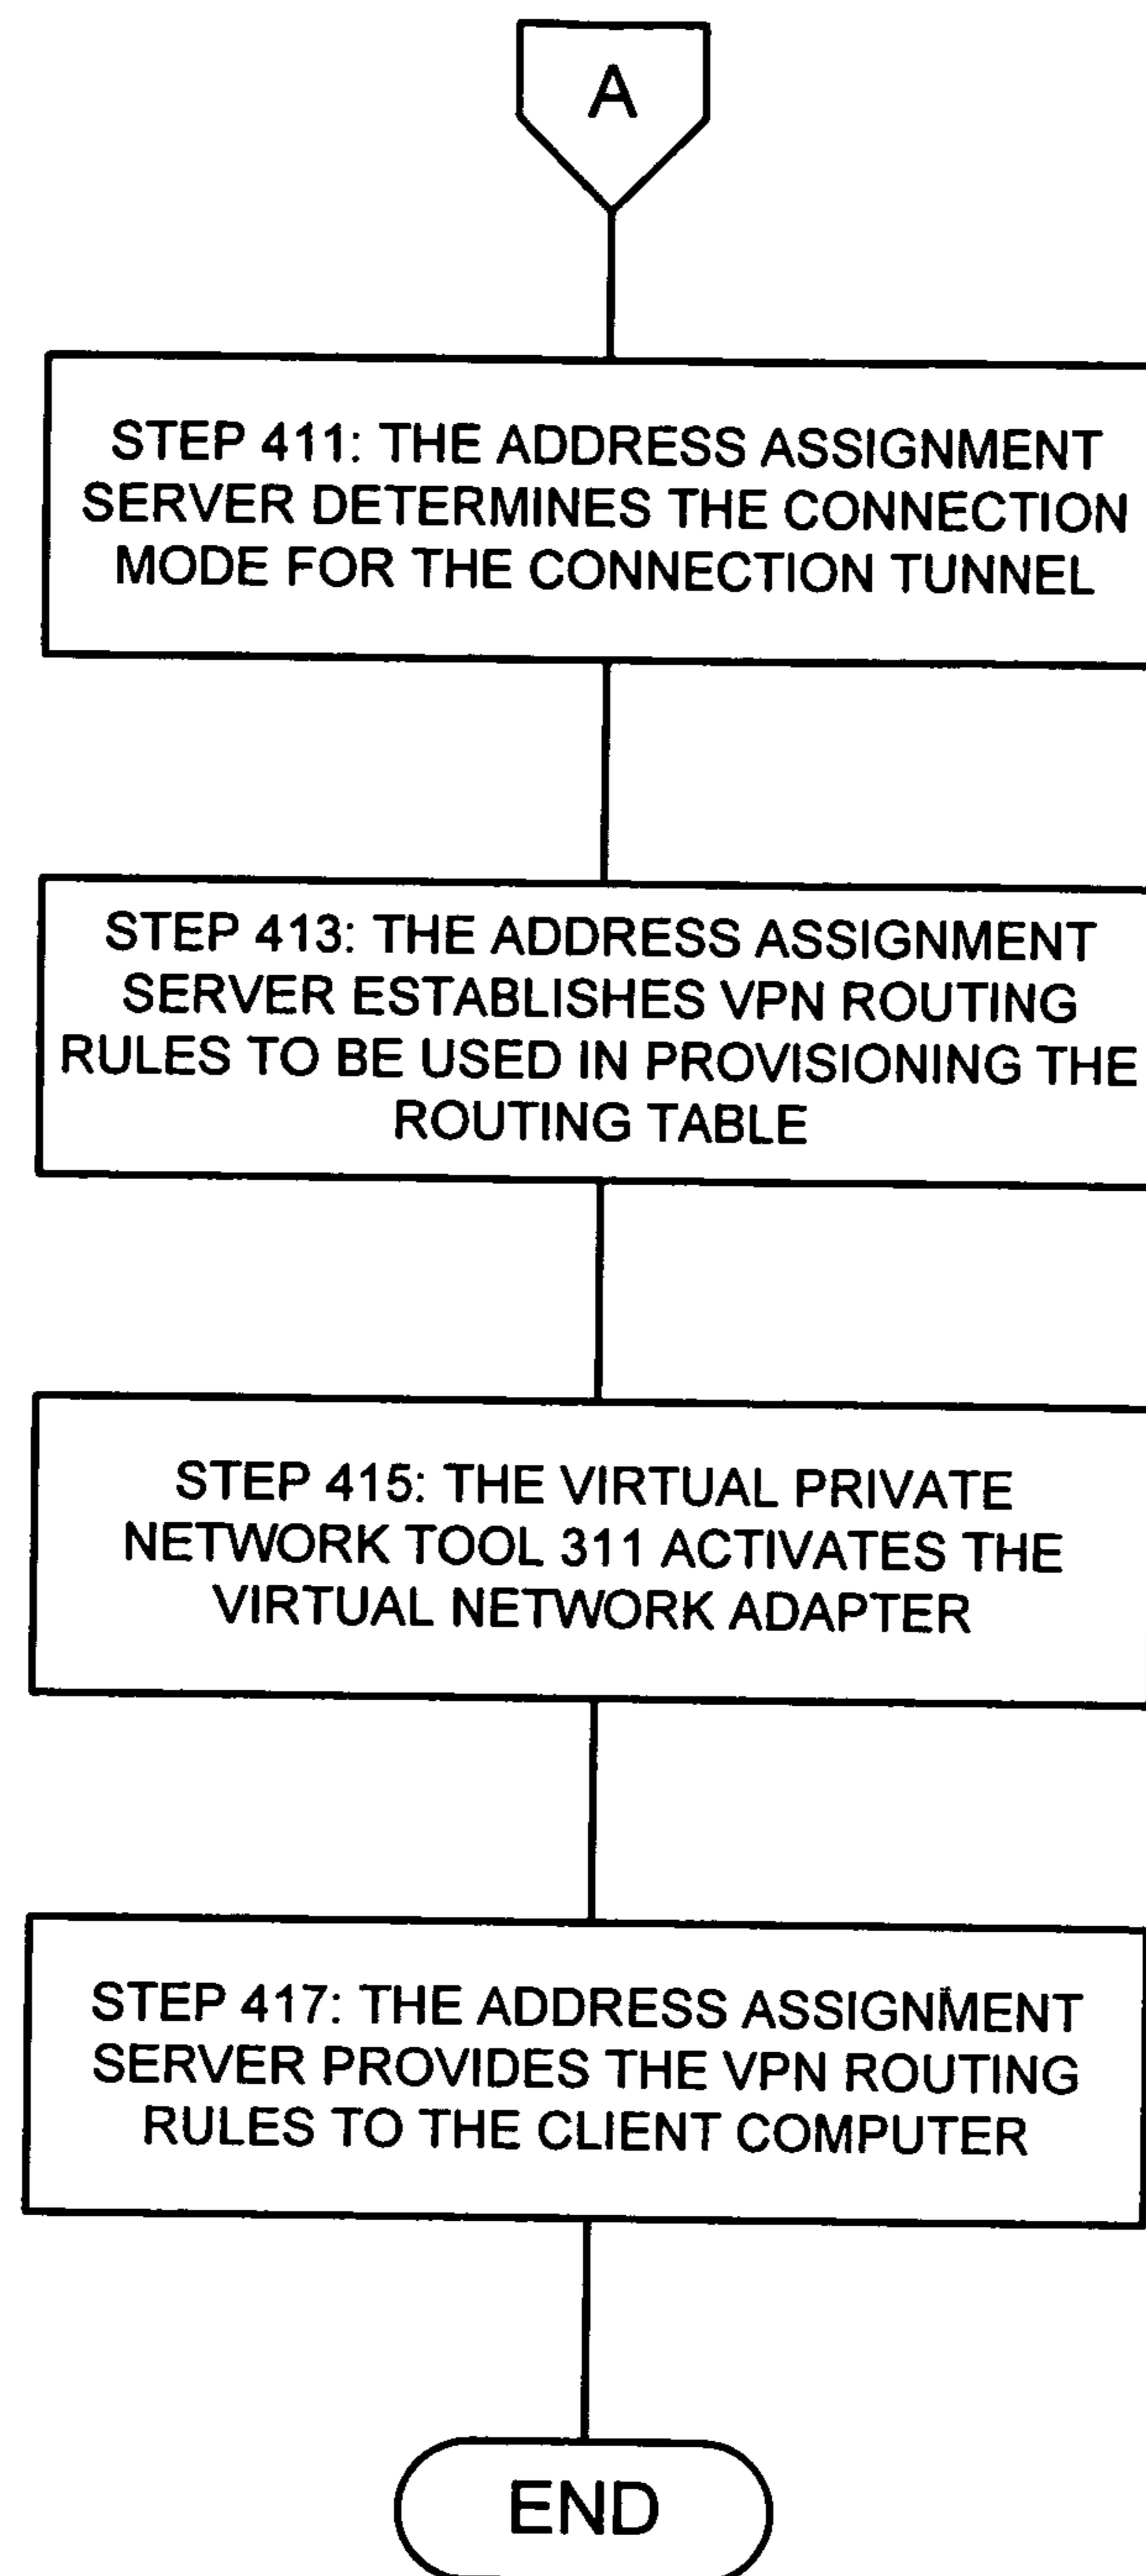 A
STEP 411: THE ADDRESS ASSIGNMENT
SERVER DETERMINES THE CONNECTION
MODE FOR THE CONNECTION TUNNEL
STEP 413: THE ADDRESS ASSIGNMENT
SERVER ESTABLISHES VPN ROUTING
RULES TO BE USED IN PROVISIONING THE
ROUTING TABLE
STEP 415: THE VIRTUAL PRIVATE
NETWORK TOOL 311 ACTIVATES THE
VIRTUAL NETWORK ADAPTER
STEP 417: THE ADDRESS ASSIGNMENT
SERVER PROVIDES THE VPN ROUTING
RULES TO THE CLIENT COMPUTER
END